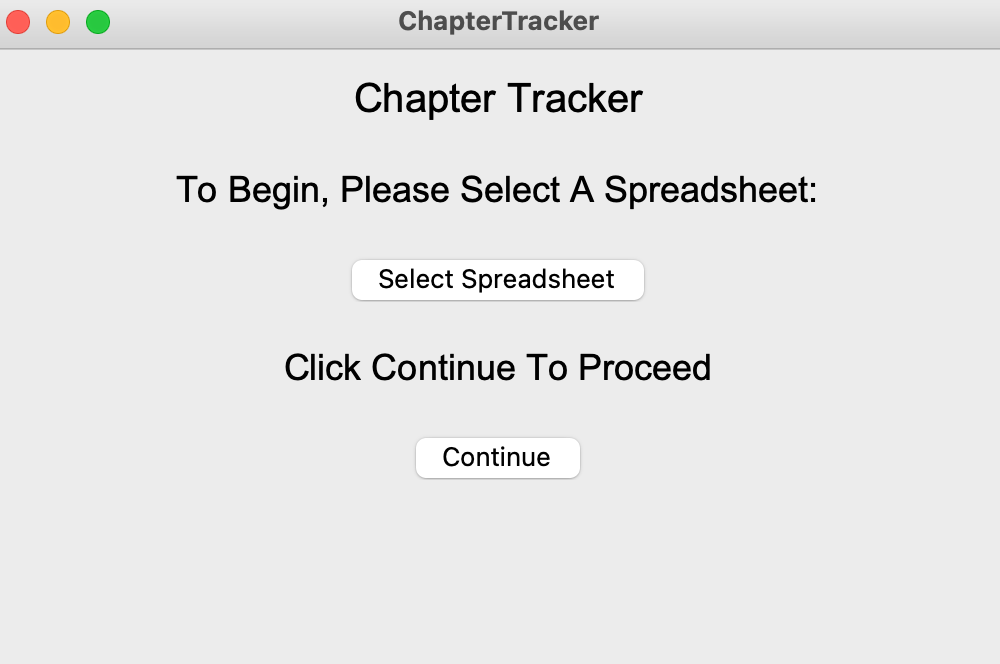 ChapterTracker
Chapter Tracker
To Begin, Please Select A Spreadsheet:
Select Spreadsheet
Click Continue To Proceed
Continue